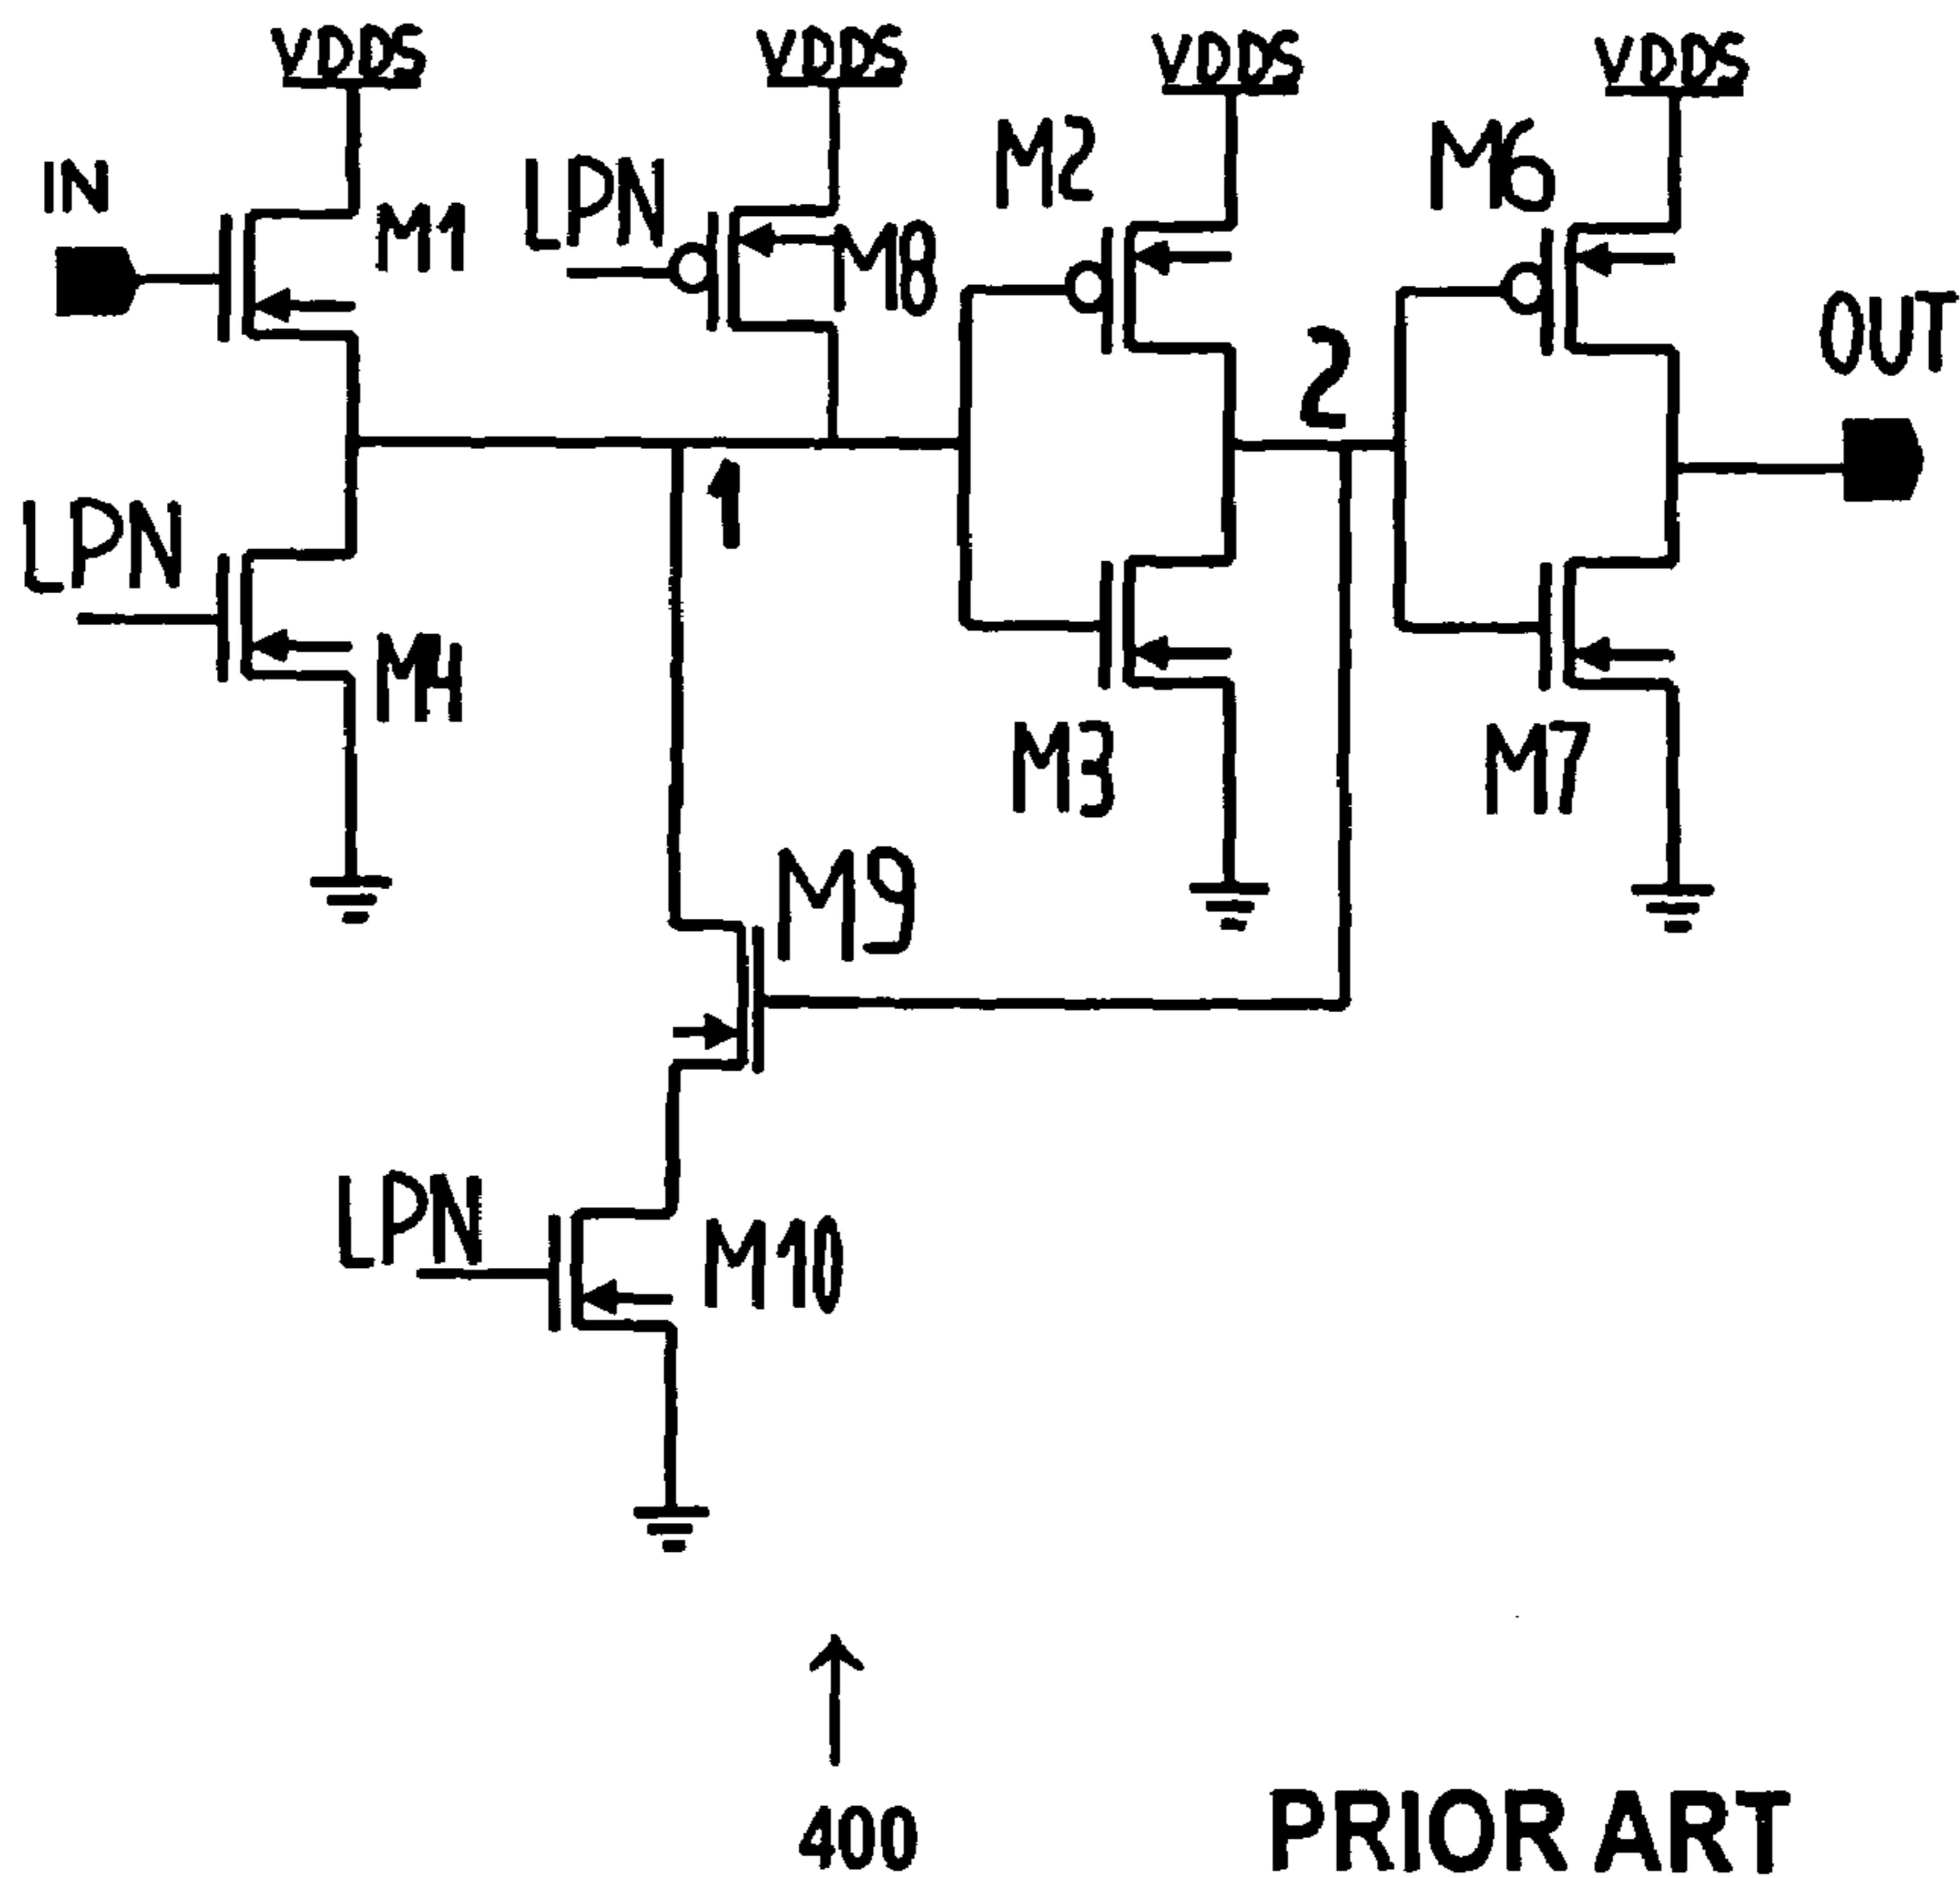 VDDS
VDDS
VDDS
VDDS
IN
M1
LPN
M8
M2
M6
OUT
2
1
LPN
M4
M3
M7
M9
LPN
M10
400
PRIOR ART